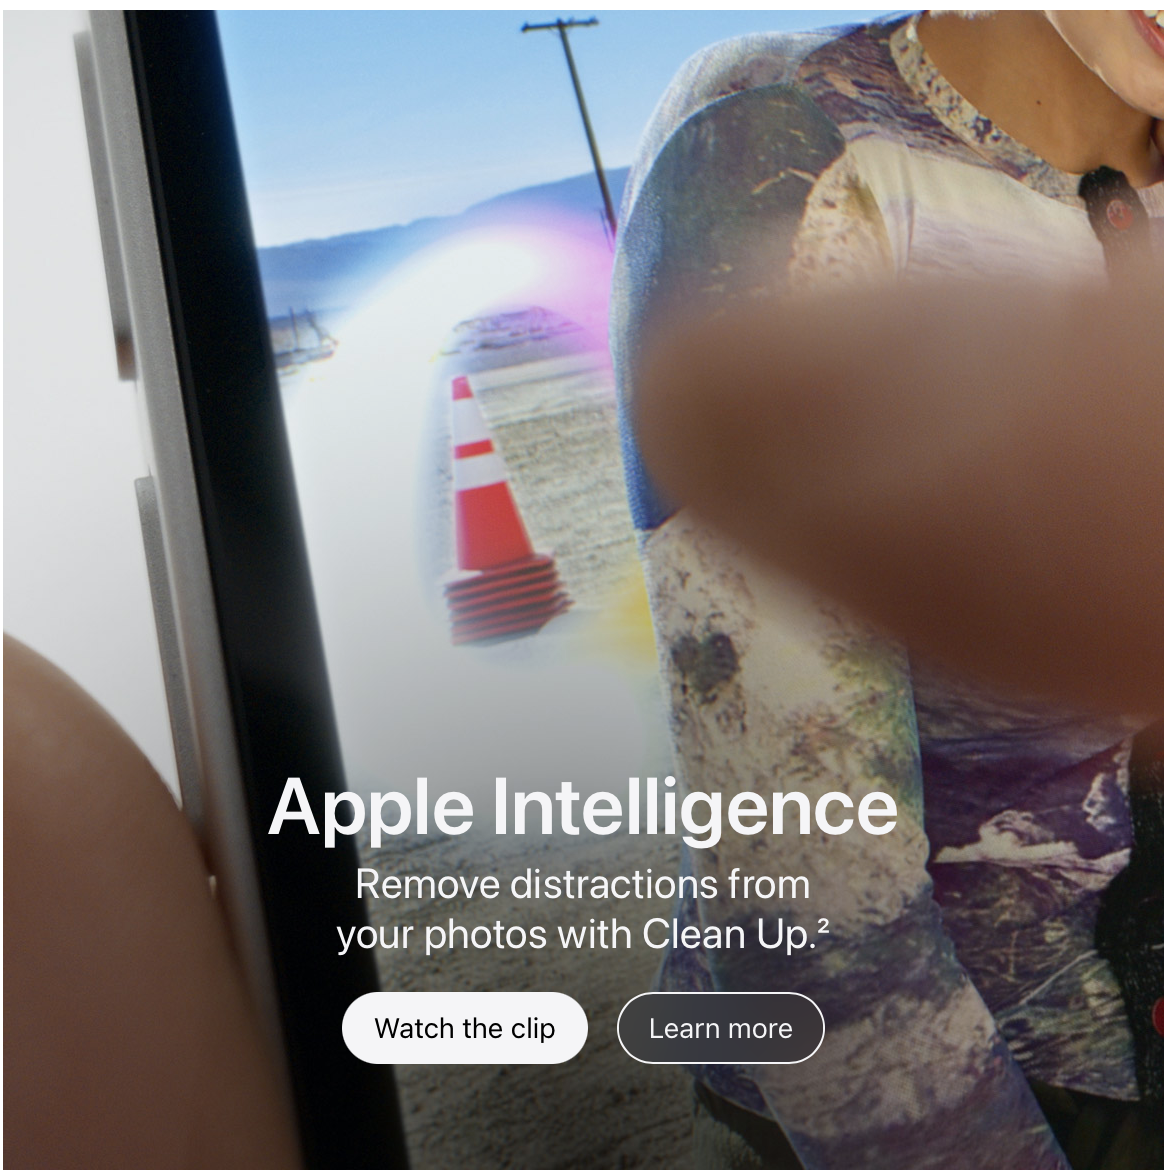 Apple Intelligence
Remove distractions from
your photos with Clean Up.²
Watch the clip
Learn more